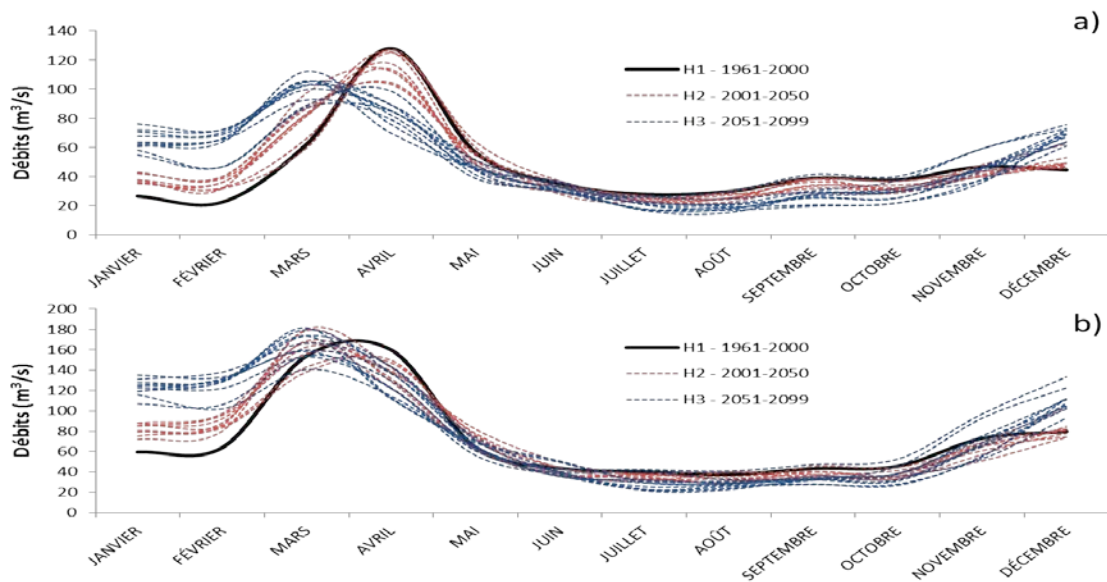 a)
Débits (m³/s)
140
120
100
80
60
40
20
0
H1 - 1961-2000
H2 - 2001-2050
H3 - 2051-2099
JANVIER
FÉVRIER
MARS
AVRIL
MAI
JUIN
JUILLET
AOÛT
SEPTEMBRE
OCTOBRE
NOVEMBRE
DÉCEMBRE
b)
Débits (m³/s)
200
180
160
140
120
100
80
60
40
20
0
H1 - 1961-2000
H2 - 2001-2050
H3 - 2051-2099
JANVIER
FÉVRIER
MARS
AVRIL
MAI
JUIN
JUILLET
AOÛT
SEPTEMBRE
OCTOBRE
NOVEMBRE
DÉCEMBRE